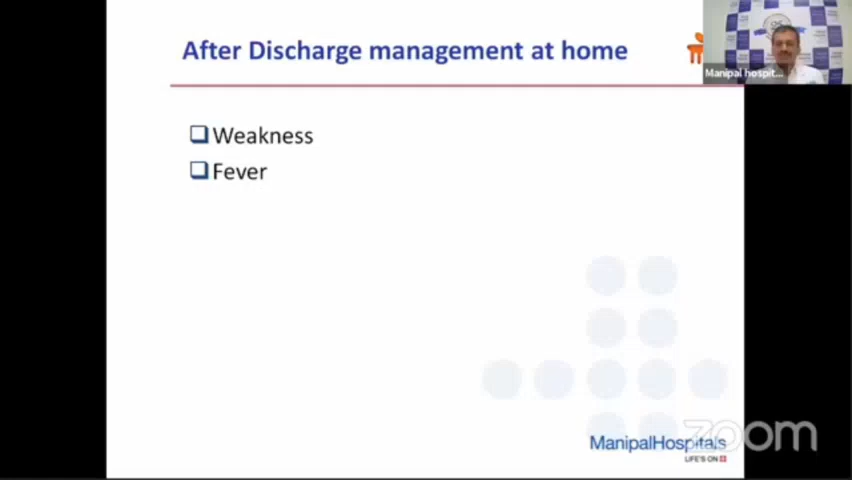 After Discharge management at home
Manipal hospit...
Weakness
Fever
ManipalHospitals
LIFE'S ON
zoom